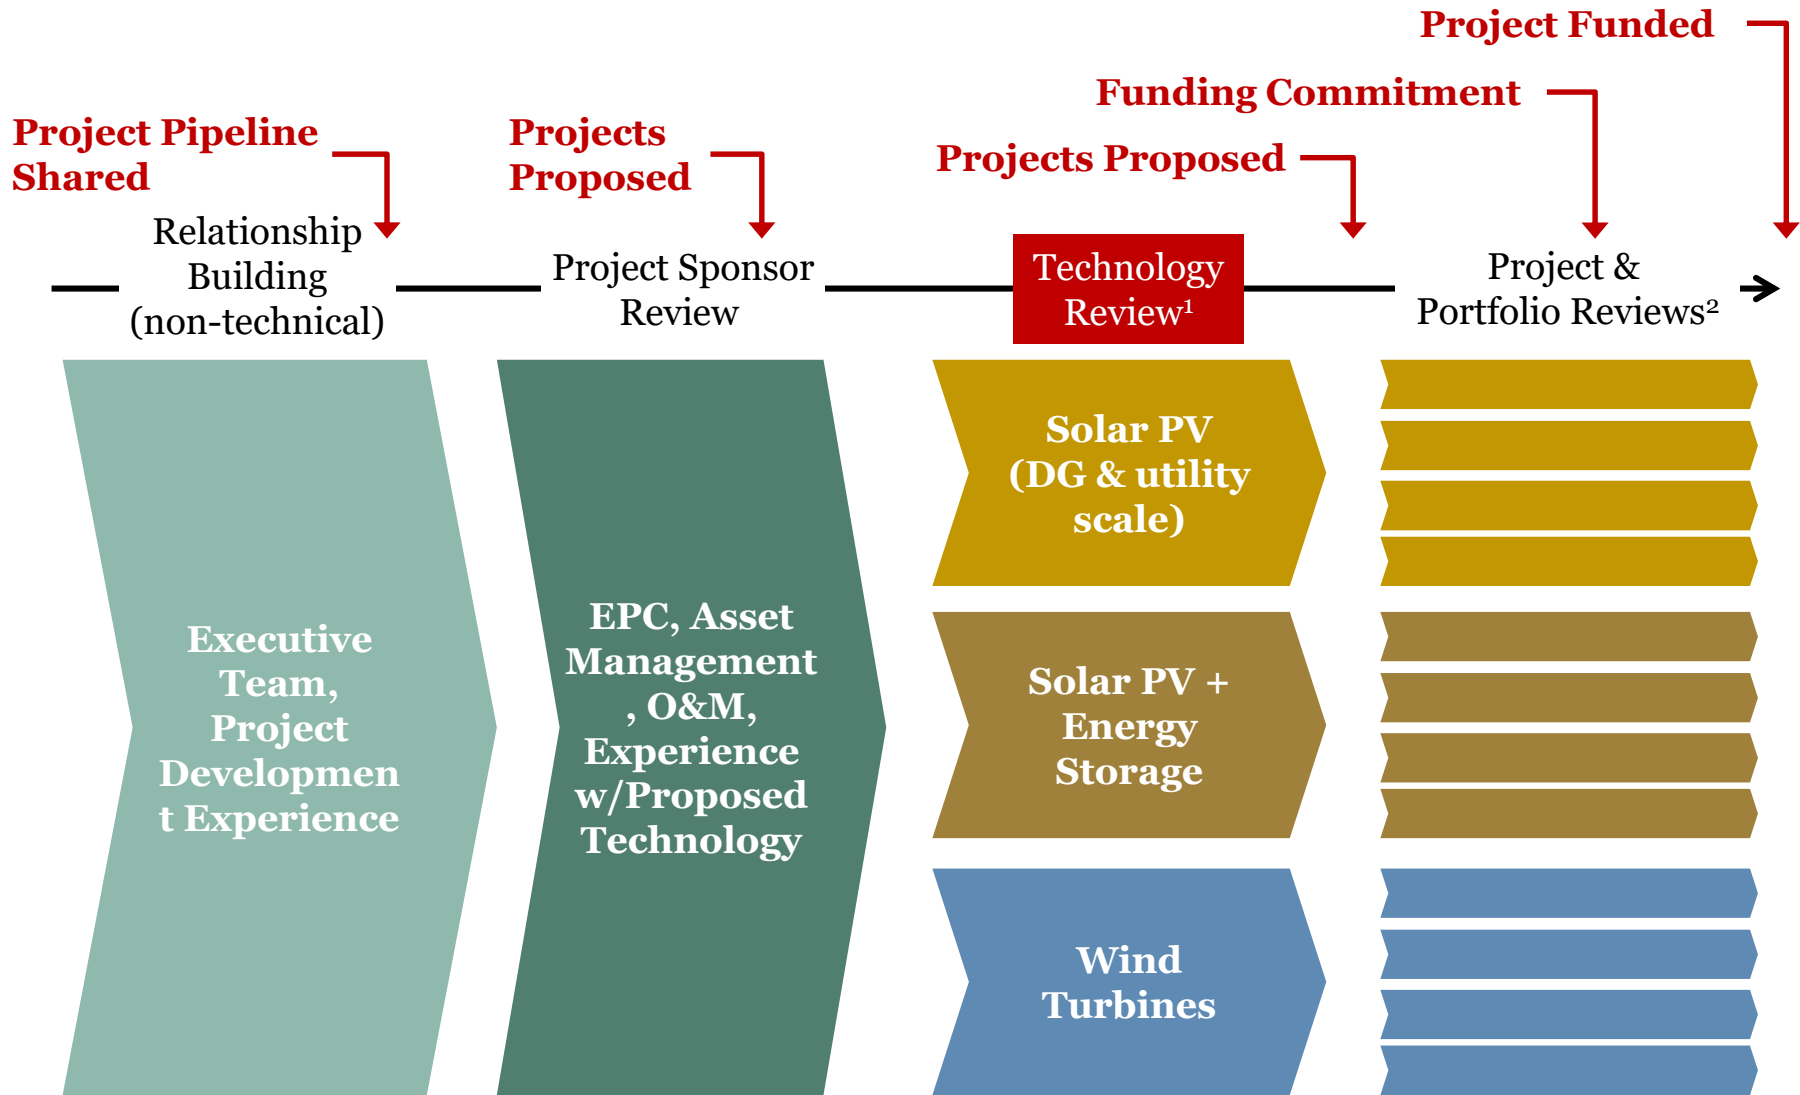 Project Funded
Funding Commitment
Project Pipeline
Shared
Projects
Proposed
Projects Proposed
Relationship
Building
(non-technical)
Project Sponsor
Review
Technology
Review¹
Project &
Portfolio Reviews²
Executive
Team,
Project
Developmen
t Experience
EPC, Asset
Management
, O&M,
Experience
w/Proposed
Technology
Solar PV
(DG & utility
scale)
Solar PV +
Energy
Storage
Wind
Turbines